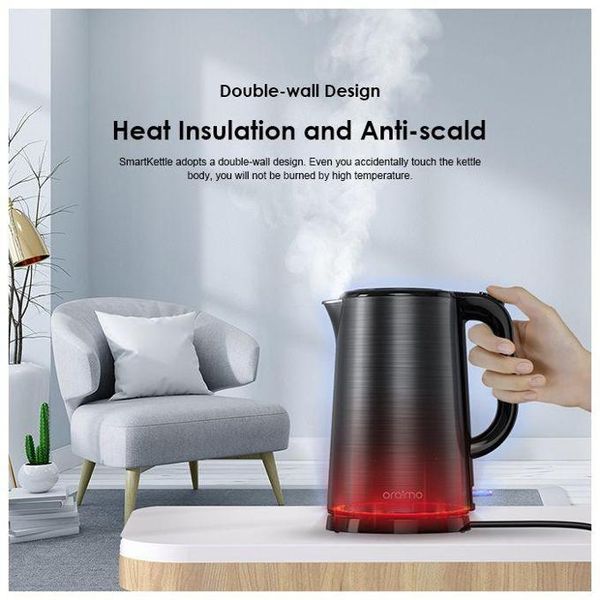 Double-wall Design
Heat Insulation and Anti-scald
SmartKettle adopts a double-wall design. Even you accidentally touch the kettle
body, you will not be burned by high temperature.
oraimo